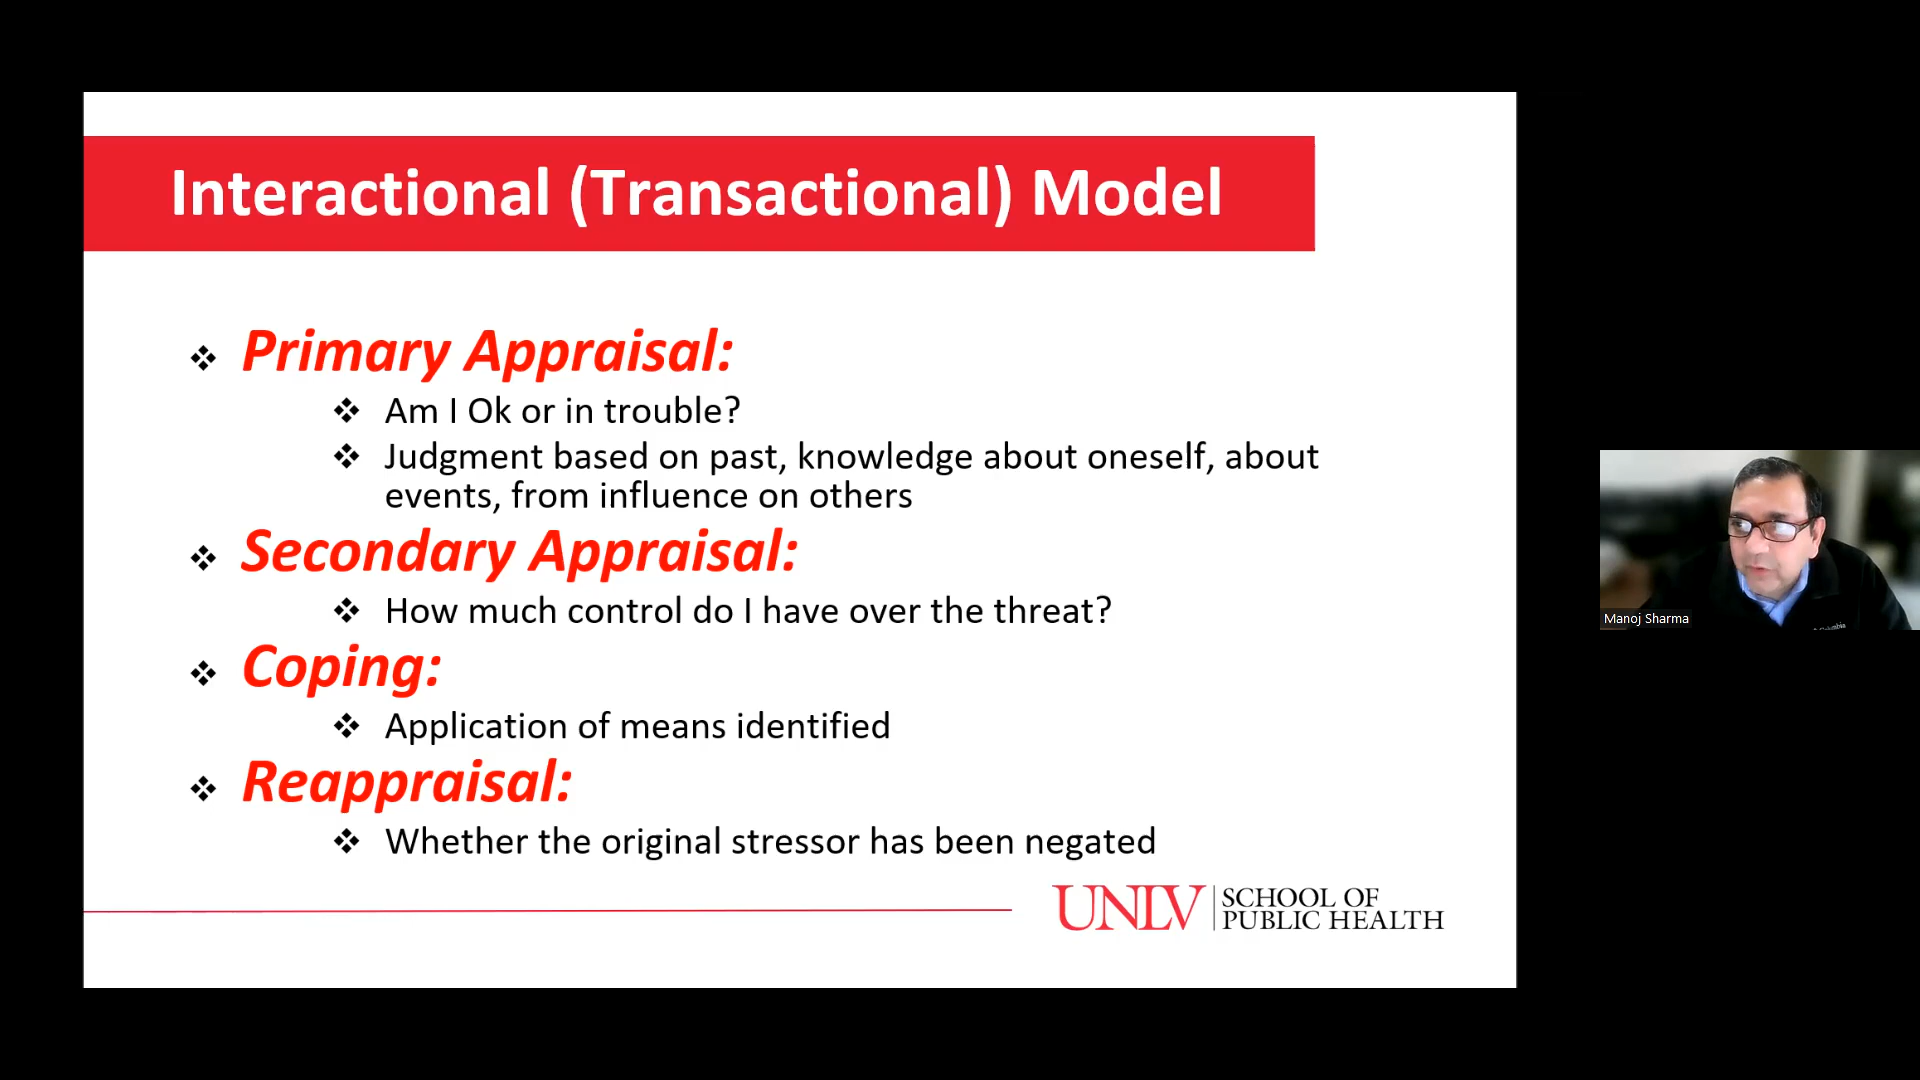 Interactional (Transactional) Model
❖ Primary Appraisal:
❖ Am I Ok or in trouble?
❖ Judgment based on past, knowledge about oneself, about
events, from influence on others
❖ Secondary Appraisal:
❖ How much control do I have over the threat?
❖ Coping:
❖ Application of means identified
❖ Reappraisal:
❖ Whether the original stressor has been negated
UNLV SCHOOL OF
PUBLIC HEALTH
Columbia
Manoj Sharma